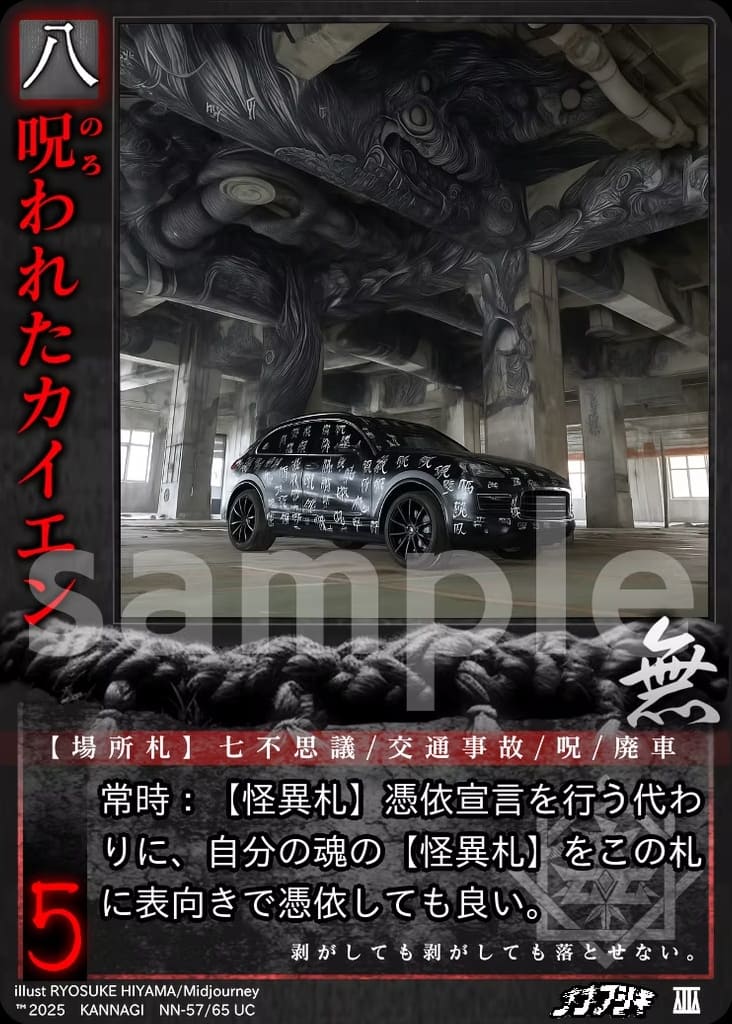 八
呪われたカイエン
のろ
sample
無
【場所札】七不思議/交通事故/呪/廃車
常時：【怪異札】憑依宣言を行う代わ
りに、自分の魂の【怪異札】をこの札
に表向きで憑依しても良い。
5
剥がしても剥がしても落とせない。
illust RYOSUKE HIYAMA/Midjourney
™2025 KANNAGI NN-57/65 UC